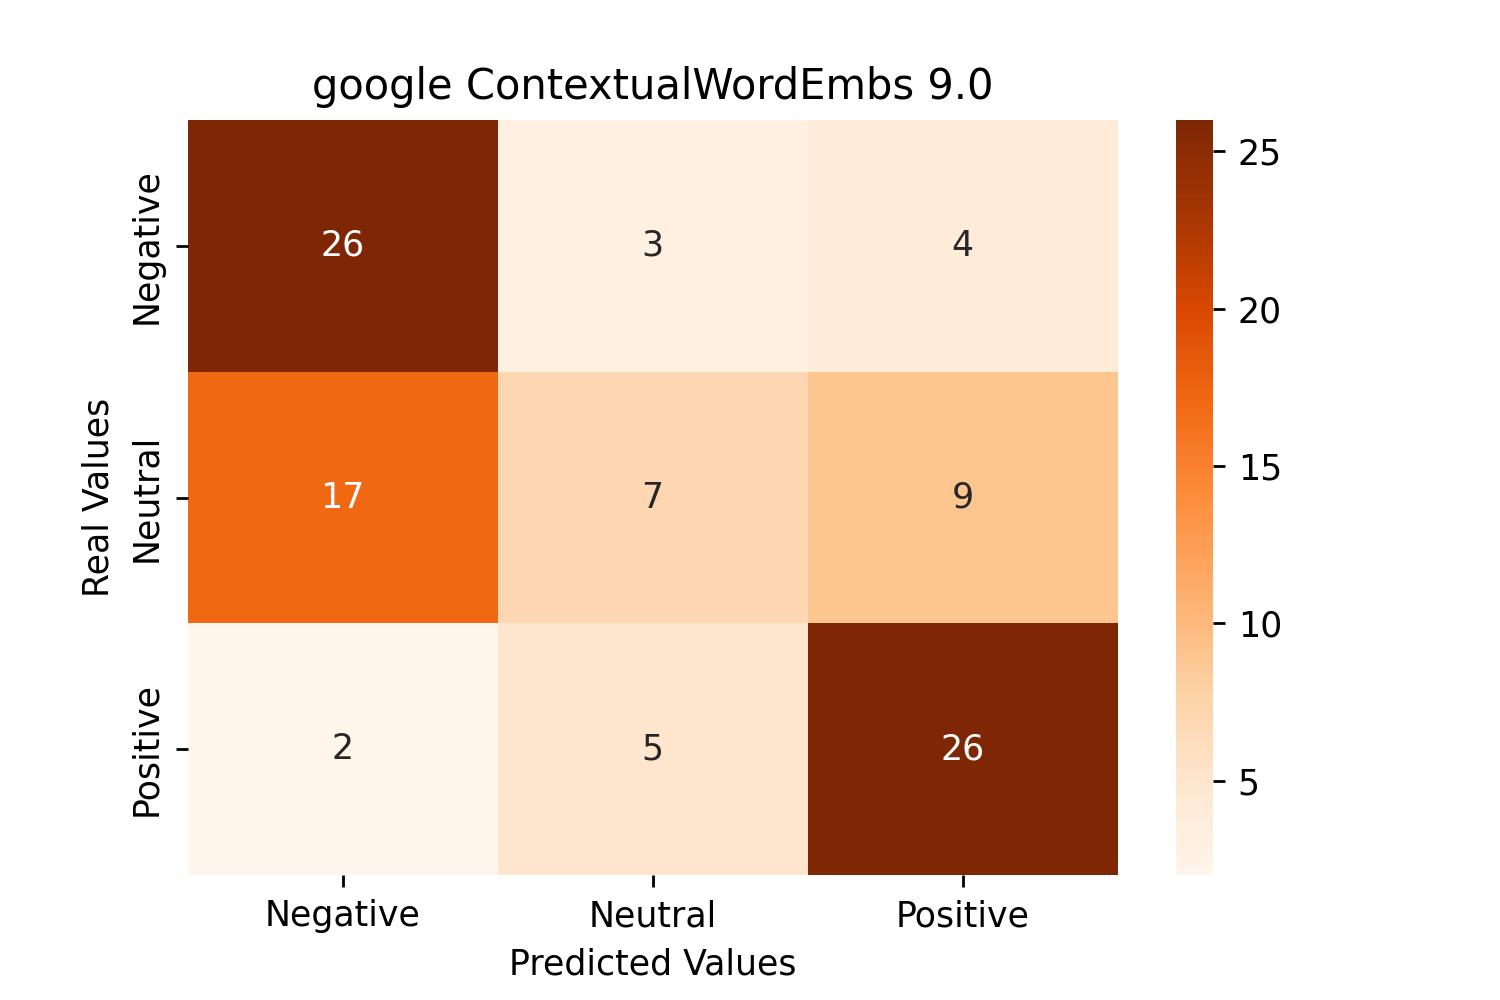 google ContextualWordEmbs 9.0
Real Values
Negative
26
3
4
Neutral
17
7
9
Positive
2
5
26
Negative
Neutral
Positive
Predicted Values
25
20
15
10
5